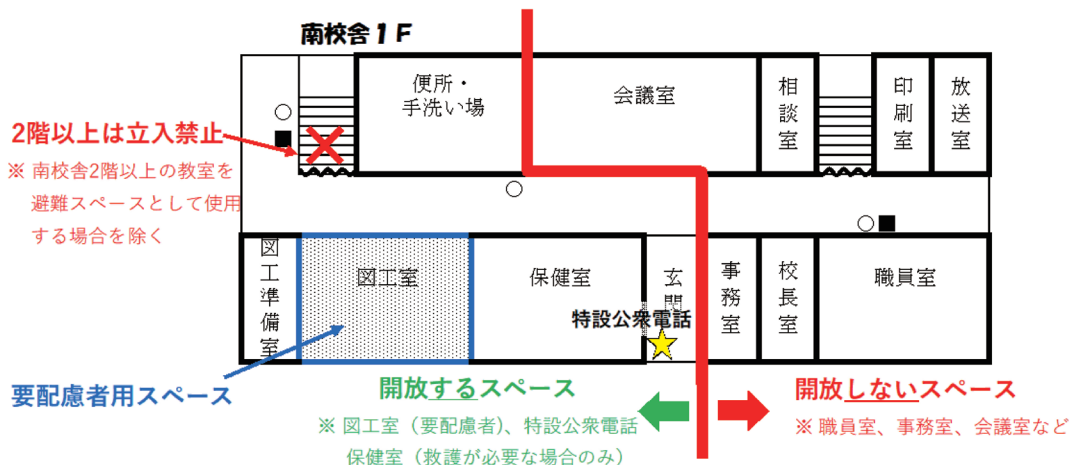 南校舎1F
便所・
手洗い場
会議室
相談室
印刷室
放送室
2階以上は立入禁止
※ 南校舎2階以上の教室を
避難スペースとして使用
する場合を除く
図工準備室
図工室
保健室
玄関
事務室
校長室
職員室
特設公衆電話
要配慮者用スペース
開放するスペース
※ 図工室（要配慮者）、特設公衆電話
保健室（救護が必要な場合のみ）
開放しないスペース
※ 職員室、事務室、会議室など